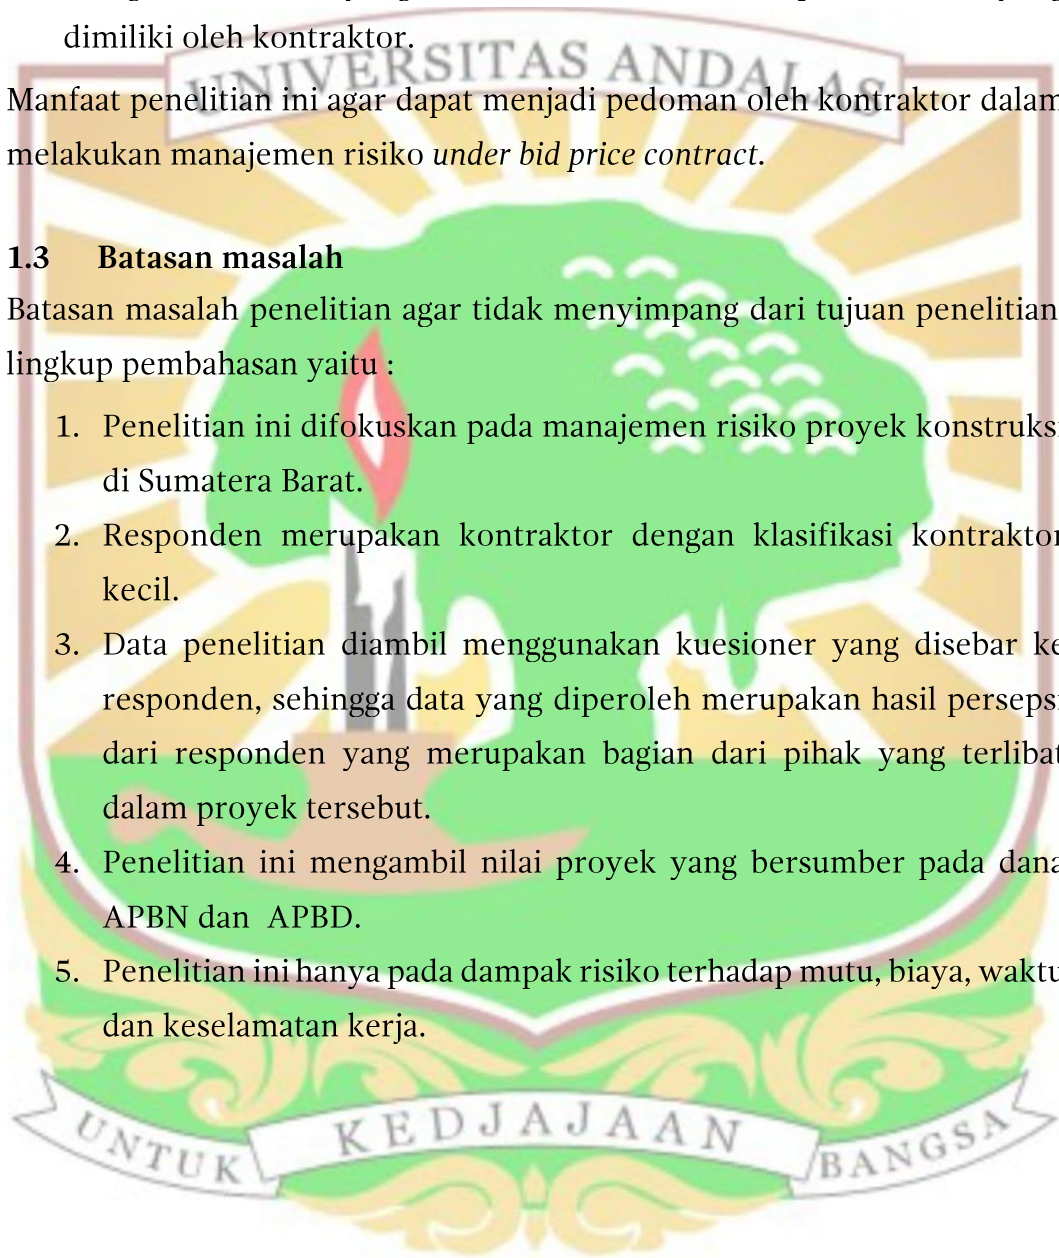 dimiliki oleh kontraktor.
UNIVERSITAS ANDALAS
Manfaat penelitian ini agar dapat menjadi pedoman oleh kontraktor dalam
melakukan manajemen risiko under bid price contract.
1.3 Batasan masalah
Batasan masalah penelitian agar tidak menyimpang dari tujuan penelitian
lingkup pembahasan yaitu :
1. Penelitian ini difokuskan pada manajemen risiko proyek konstruksi
di Sumatera Barat.
2. Responden merupakan kontraktor dengan klasifikasi kontraktor
kecil.
3. Data penelitian diambil menggunakan kuesioner yang disebar ke
responden, sehingga data yang diperoleh merupakan hasil persepsi
dari responden yang merupakan bagian dari pihak yang terlibat
dalam proyek tersebut.
4. Penelitian ini mengambil nilai proyek yang bersumber pada dana
APBN dan APBD.
5. Penelitian ini hanya pada dampak risiko terhadap mutu, biaya, waktu
dan keselamatan kerja.
UNTUK KEDJAJAAN BANGSA